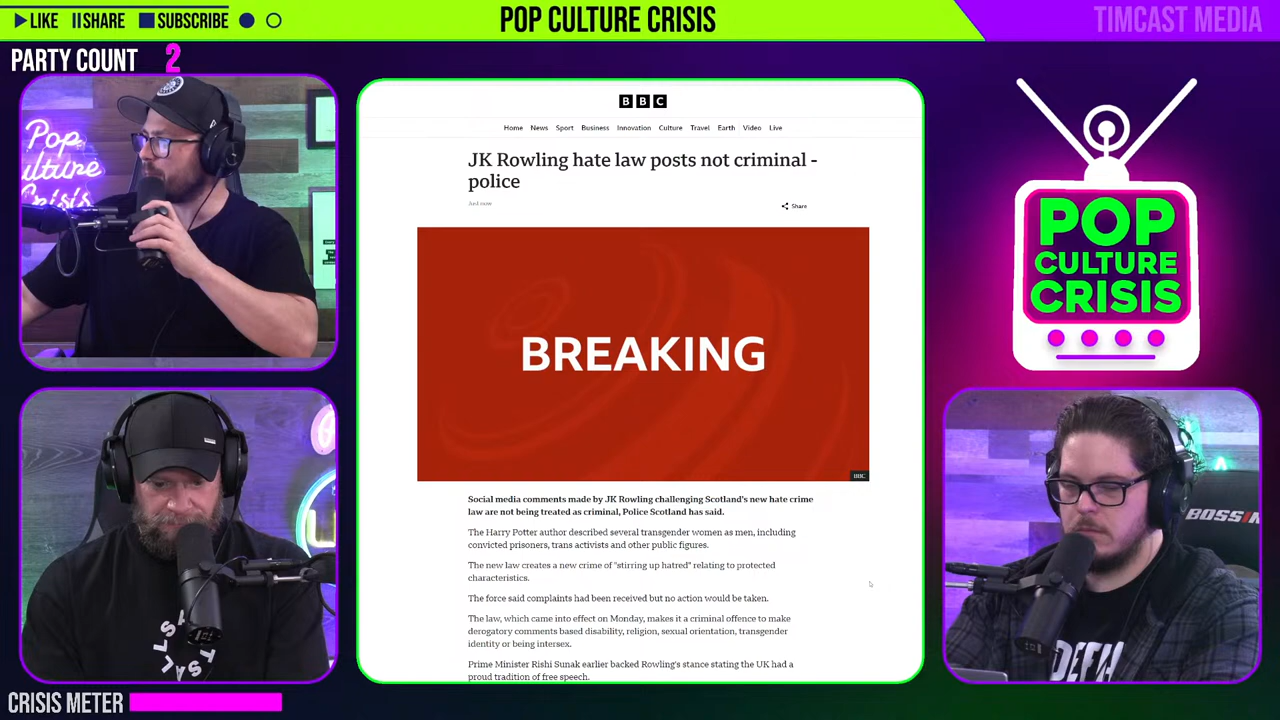 LIKE SHARE SUBSCRIBE
POP CULTURE CRISIS
TIMCAST MEDIA
PARTY COUNT 2
Pop
Culture
Crisis
BBC
Home News Sport Business Innovation Culture Travel Earth Video Live
JK Rowling hate law posts not criminal -
police
Share
BREAKING
BBC
Social media comments made by JK Rowling challenging Scotland's new hate crime
law are not being treated as criminal, Police Scotland has said.
The Harry Potter author described several transgender women as men, including
convicted prisoners, trans activists and other public figures.
The new law creates a new crime of "stirring up hatred" relating to protected
characteristics.
The force said complaints had been received but no action would be taken.
The law, which came into effect on Monday, makes it a criminal offence to make
derogatory comments based disability, religion, sexual orientation, transgender
identity or being intersex.
Prime Minister Rishi Sunak earlier backed Rowling's stance stating the UK had a
proud tradition of free speech.
POP
CULTURE
CRISIS
BOSSIN
CRISIS METER